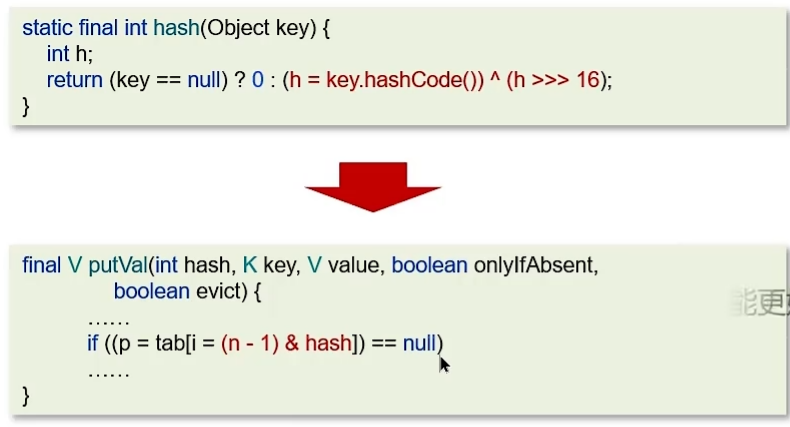 static final int hash(Object key) {
int h;
return (key == null) ? 0 : (h = key.hashCode()) ^ (h >>> 16);
}
final V putVal(int hash, K key, V value, boolean onlyIfAbsent,
boolean evict) {
……
if ((p = tab[i = (n - 1) & hash]) == null)
……
}
能更